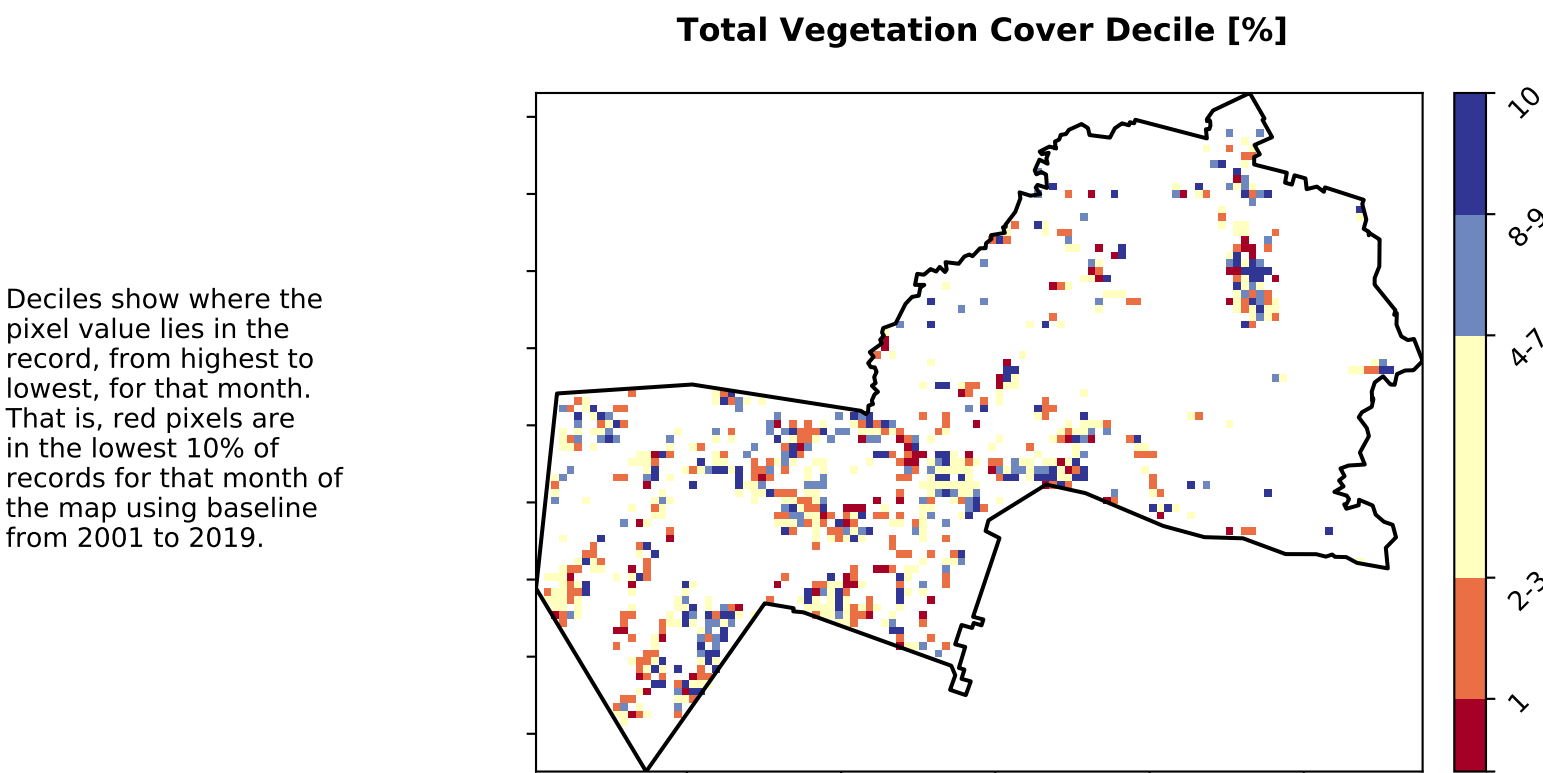 Total Vegetation Cover Decile [%]
Deciles show where the
pixel value lies in the
record, from highest to
lowest, for that month.
That is, red pixels are
in the lowest 10% of
records for that month of
the map using baseline
from 2001 to 2019.
10
8-9
4-7
2-3
1